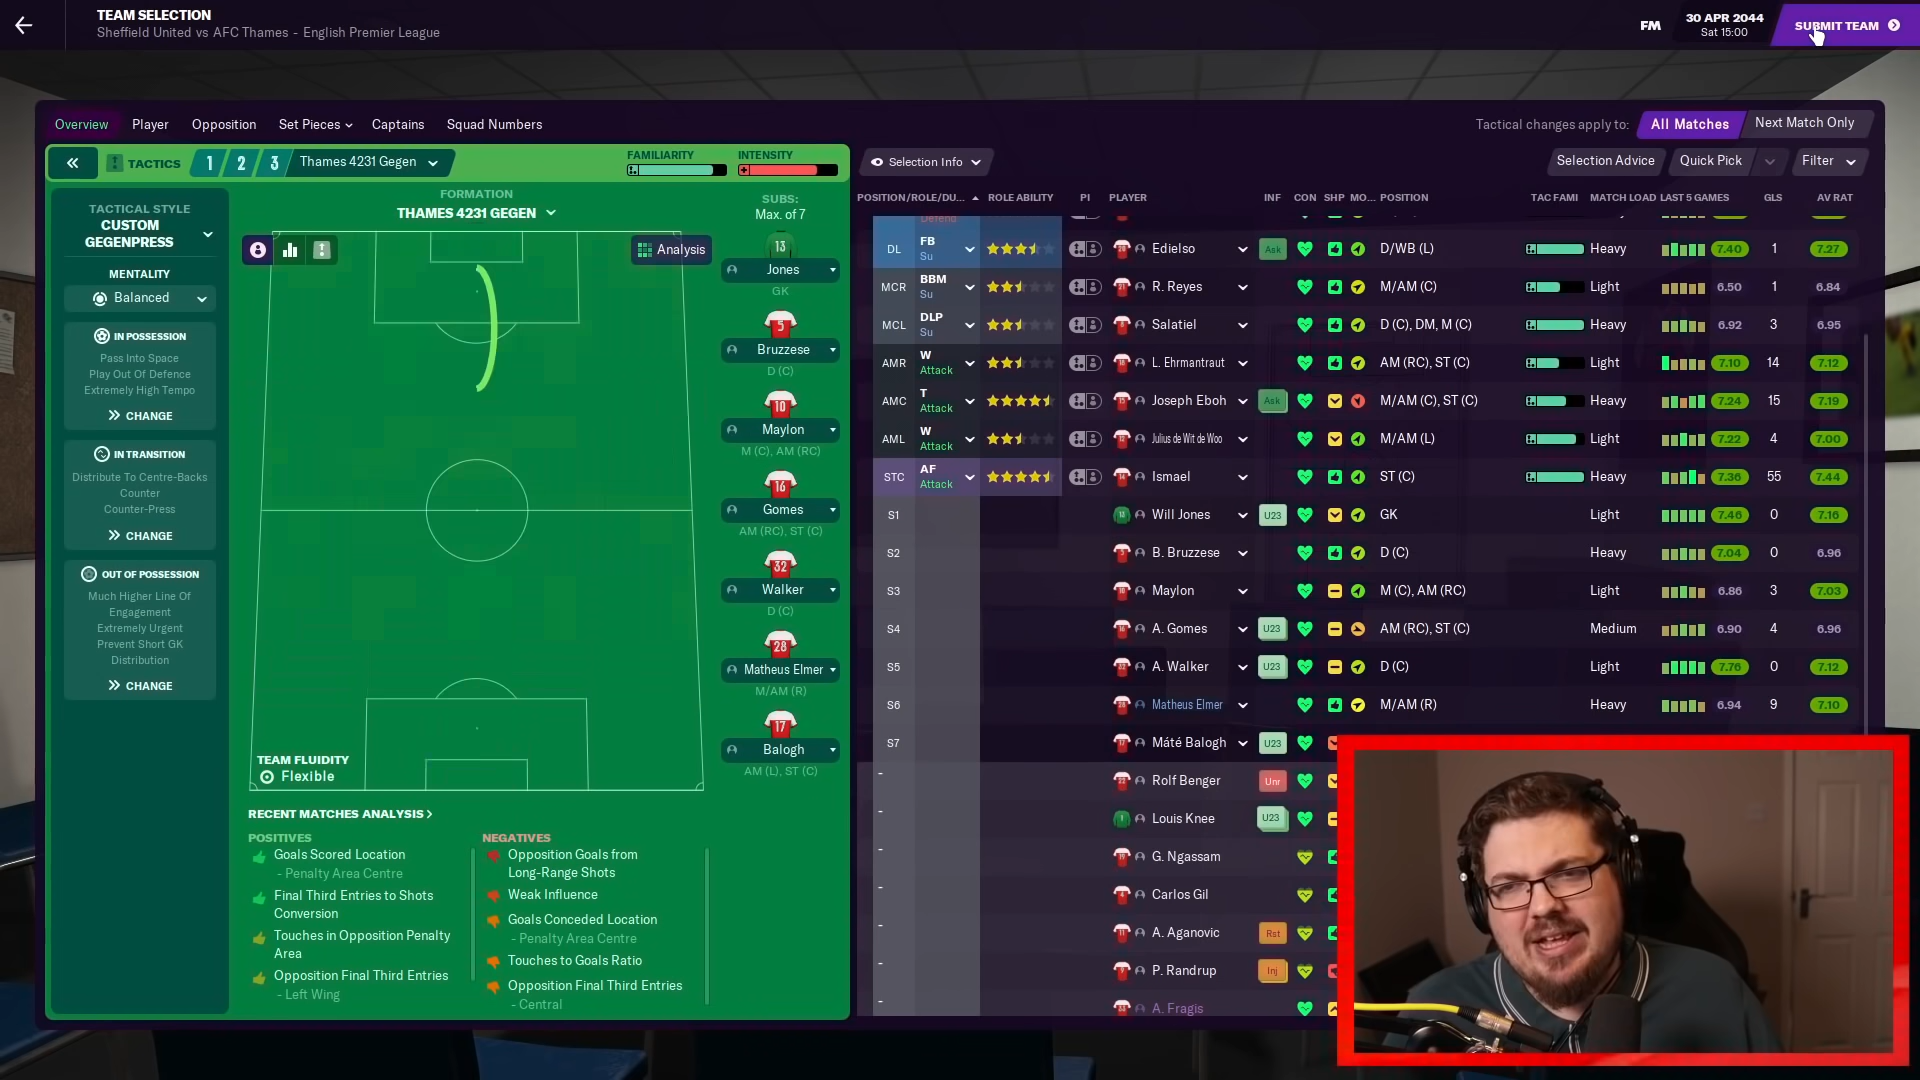 TEAM SELECTION
Sheffield United vs AFC Thames - English Premier League
FM
30 APR 2044
Sat 15:00
SUBMIT TEAM
Overview
Player
Opposition
Set Pieces
Captains
Squad Numbers
Tactical changes apply to:
All Matches
Next Match Only
TACTICS
1
2
3
Thames 4231 Gegen
FAMILIARITY
INTENSITY
Selection Info
Selection Advice
Quick Pick
Filter
TACTICAL STYLE
CUSTOM
GEGENPRESS
MENTALITY
Balanced
IN POSSESSION
Pass Into Space
Play Out Of Defence
Extremely High Tempo
CHANGE
IN TRANSITION
Distribute To Centre-Backs
Counter
Counter-Press
CHANGE
OUT OF POSSESSION
Much Higher Line Of
Engagement
Extremely Urgent
Prevent Short GK
Distribution
CHANGE
FORMATION
THAMES 4231 GEGEN
Analysis
TEAM FLUIDITY
Flexible
SUBS:
Max. of 7
13
Jones
GK
5
Bruzzese
D (C)
10
Maylon
M (C), AM (RC)
16
Gomes
AM (RC), ST (C)
32
Walker
D (C)
28
Matheus Elmer
M/AM (R)
17
Balogh
AM (L), ST (C)
RECENT MATCHES ANALYSIS
POSITIVES
Goals Scored Location
- Penalty Area Centre
Final Third Entries to Shots
Conversion
Touches in Opposition Penalty
Area
Opposition Final Third Entries
- Left Wing
NEGATIVES
Opposition Goals from
Long-Range Shots
Weak Influence
Goals Conceded Location
- Penalty Area Centre
Touches to Goals Ratio
Opposition Final Third Entries
- Central
POSITION/ROLE/DU... ROLE ABILITY PI PLAYER INF CON SHP MO... POSITION TAC FAMI MATCH LOAD LAST 5 GAMES GLS AV RAT
Defend
DL FB Su Edielso Ask D/WB (L) Heavy 7.40 1 7.27
MCR BBM Su R. Reyes M/AM (C) Light 6.50 1 6.84
MCL DLP Su Salatiel D (C), DM, M (C) Heavy 6.92 3 6.95
AMR W Attack L. Ehrmantraut AM (RC), ST (C) Light 7.10 14 7.12
AMC T Attack Joseph Eboh Ask M/AM (C), ST (C) Heavy 7.24 15 7.19
AML W Attack Julius de Wit de Woo M/AM (L) Light 7.22 4 7.00
STC AF Attack Ismael ST (C) Heavy 7.36 55 7.44
S1 Will Jones U23 GK Light 7.46 0 7.16
S2 B. Bruzzese D (C) Heavy 7.04 0 6.96
S3 Maylon M (C), AM (RC) Light 6.86 3 7.03
S4 A. Gomes U23 AM (RC), ST (C) Medium 6.90 4 6.96
S5 A. Walker U23 D (C) Light 7.76 0 7.12
S6 Matheus Elmer M/AM (R) Heavy 6.94 9 7.10
S7 Máté Balogh U23
- Rolf Benger Unr
- Louis Knee U23
- G. Ngassam
- Carlos Gil
- A. Aganovic Rst
- P. Randrup Inj
- A. Fragis